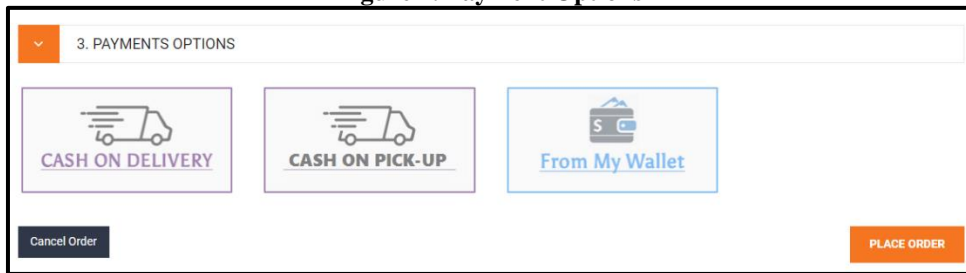 3. PAYMENTS OPTIONS
CASH ON DELIVERY
CASH ON PICK-UP
$
From My Wallet
Cancel Order
PLACE ORDER